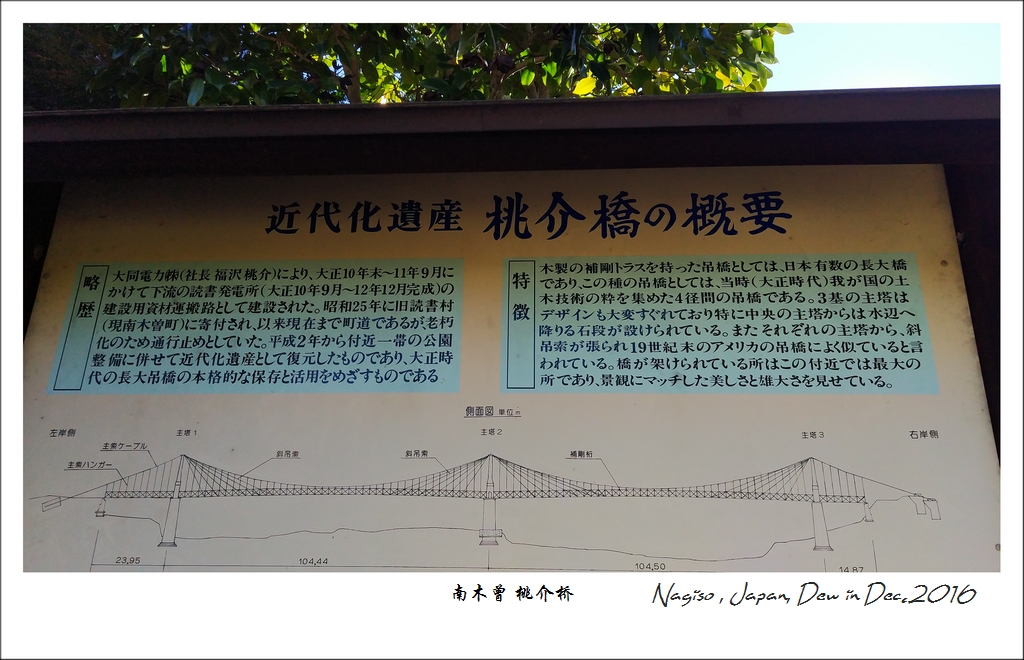 近代化遺産 桃介橋の概要
略歴
大同電力㈱(社長 福沢桃介)により、大正10年末〜11年9月に
かけて下流の読書発電所(大正10年9月〜12年12月完成)の
建設用資材運搬路として建設された。昭和25年に旧読書村
(現南木曽町)に寄付され、以来現在まで町道であるが、老朽
化のため通行止めとしていた。平成2年から付近一帯の公園
整備に併せて近代化遺産として復元したものであり、大正時
代の長大吊橋の本格的な保存と活用をめざすものである
特徴
木製の補剛トラスを持った吊橋としては、日本有数の長大橋
であり、この種の吊橋としては、当時(大正時代)我が国の土
木技術の粋を集めた4径間の吊橋である。3基の主塔は
デザインも大変すぐれており特に中央の主塔からは水辺へ
降りる石段が設けられている。またそれぞれの主塔から、斜
吊索が張られ19世紀末のアメリカの吊橋によく似ていると言
われている。橋が架けられている所はこの付近では最大の
所であり、景観にマッチした美しさと雄大さを見せている。
側面図 単位m
左岸側
主塔1
主塔2
主塔3
右岸側
主索ケーブル
主索ハンガー
斜吊索
斜吊索
補剛桁
23,95
104,44
104,50
14,87
南木曾 桃介桥
Nagiso , Japan, Dew in Dec.2016